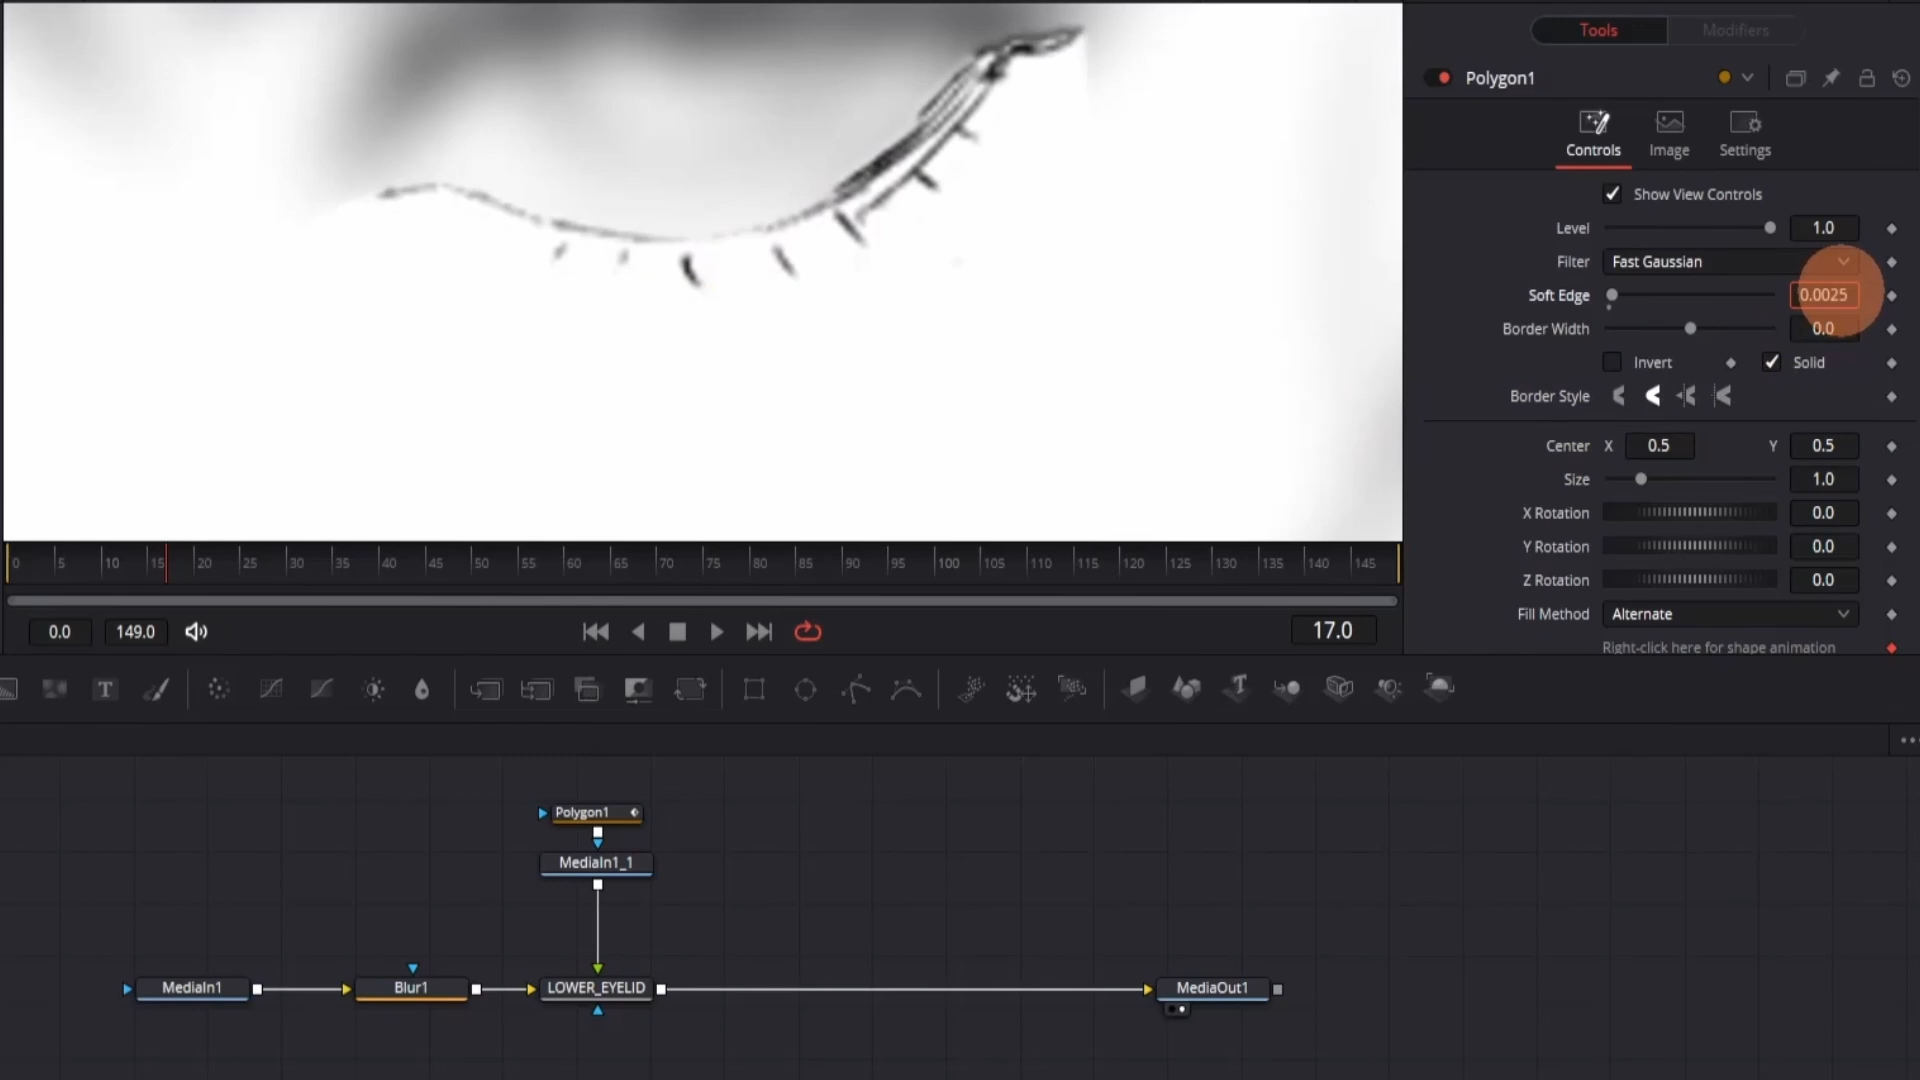 Tools Modifiers
Polygon1
Controls Image Settings
Show View Controls
Level 1.0
Filter Fast Gaussian
Soft Edge 0.0025
Border Width 0.0
Invert Solid
Border Style
Center X 0.5 Y 0.5
Size 1.0
X Rotation 0.0
Y Rotation 0.0
Z Rotation 0.0
Fill Method Alternate
Right-click here for shape animation
0 5 10 15 20 25 30 35 40 45 50 55 60 65 70 75 80 85 90 95 100 105 110 115 120 125 130 135 140 145
0.0 149.0 17.0
T
Polygon1
MediaIn1_1
MediaIn1 Blur1 LOWER_EYELID MediaOut1